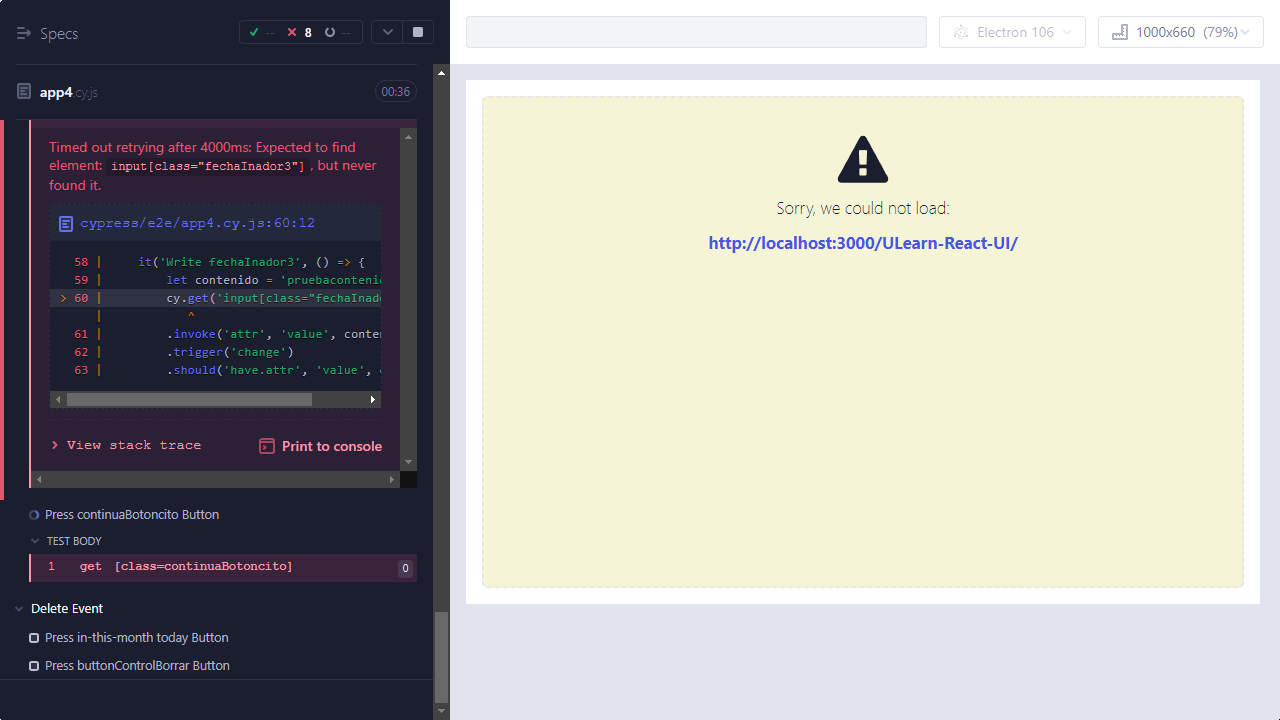 Specs
-- 8 --
Electron 106
1000x660 (79%)
app4.cy.js
00:36
Timed out retrying after 4000ms: Expected to find
element: input[class="fechaInador3"] , but never
found it.
cypress/e2e/app4.cy.js:60:12
58 | it('Write fechaInador3', () => {
59 | let contenido = 'pruebaconteni
> 60 | cy.get('input[class="fechaInad
| ^
61 | .invoke('attr', 'value', conte
62 | .trigger('change')
63 | .should('have.attr', 'value',
View stack trace
Print to console
Press continuaBotoncito Button
TEST BODY
1 get [class=continuaBotoncito] 0
Delete Event
Press in-this-month today Button
Press buttonControlBorrar Button
Sorry, we could not load:
http://localhost:3000/ULearn-React-UI/